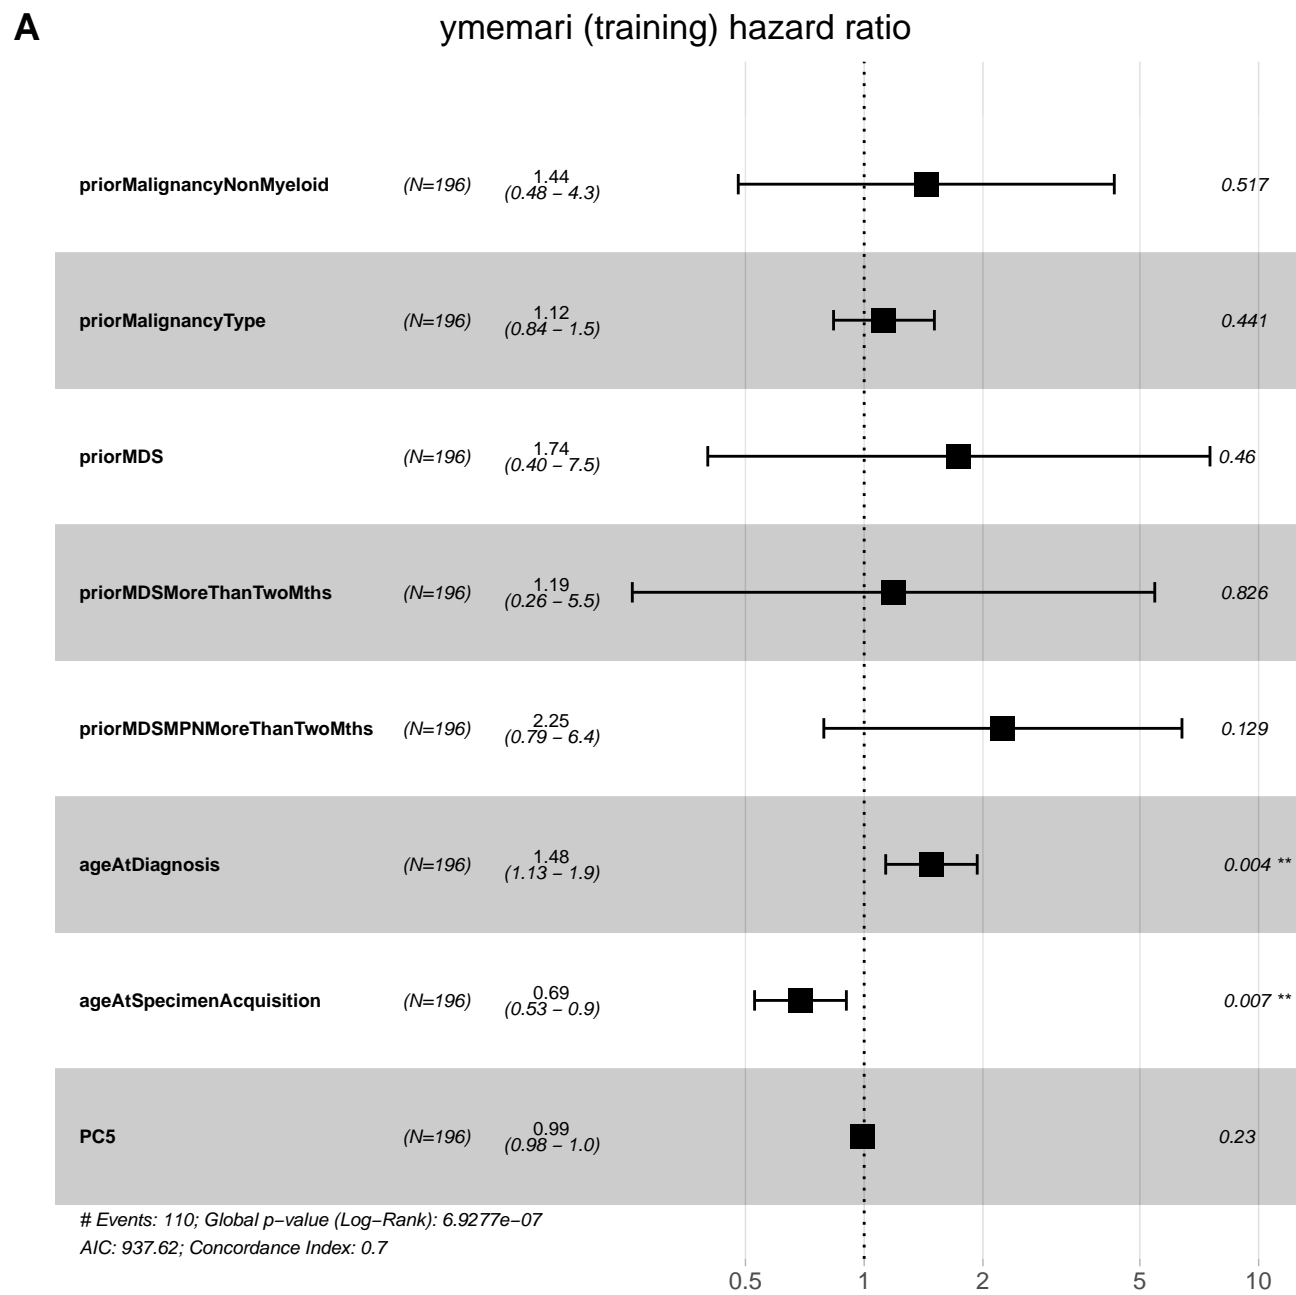 A
ymemari (training) hazard ratio
priorMalignancyNonMyeloid (N=196) 1.44 (0.48 − 4.3) 0.517
priorMalignancyType (N=196) 1.12 (0.84 − 1.5) 0.441
priorMDS (N=196) 1.74 (0.40 − 7.5) 0.46
priorMDSMoreThanTwoMths (N=196) 1.19 (0.26 − 5.5) 0.826
priorMDSMPNMoreThanTwoMths (N=196) 2.25 (0.79 − 6.4) 0.129
ageAtDiagnosis (N=196) 1.48 (1.13 − 1.9) 0.004 **
ageAtSpecimenAcquisition (N=196) 0.69 (0.53 − 0.9) 0.007 **
PC5 (N=196) 0.99 (0.98 − 1.0) 0.23
# Events: 110; Global p−value (Log−Rank): 6.9277e−07
AIC: 937.62; Concordance Index: 0.7
0.5 1 2 5 10